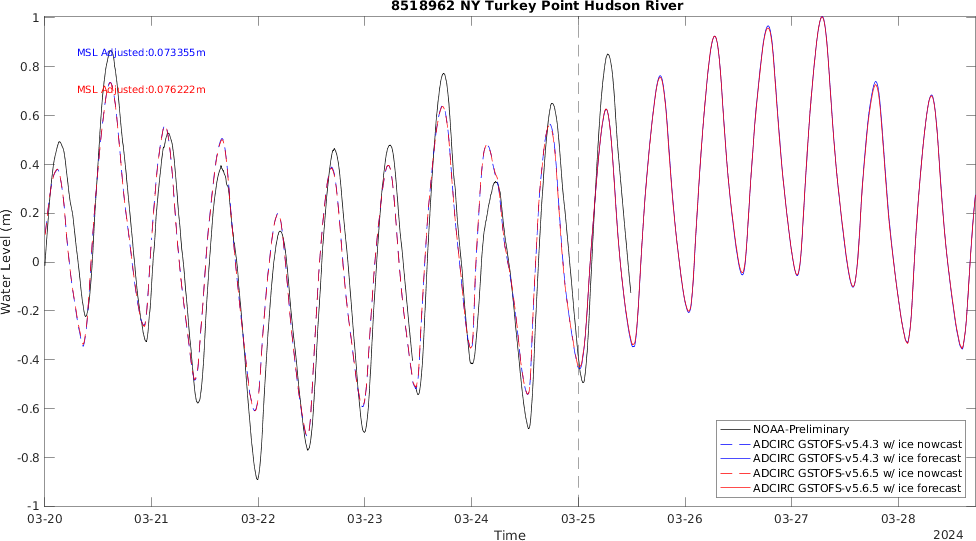 8518962 NY Turkey Point Hudson River
MSL Adjusted:0.073355m
MSL Adjusted:0.076222m
Water Level (m)
1
0.8
0.6
0.4
0.2
0
-0.2
-0.4
-0.6
-0.8
-1
NOAA-Preliminary
ADCIRC GSTOFS-v5.4.3 w/ ice nowcast
ADCIRC GSTOFS-v5.4.3 w/ ice forecast
ADCIRC GSTOFS-v5.6.5 w/ ice nowcast
ADCIRC GSTOFS-v5.6.5 w/ ice forecast
03-20 03-21 03-22 03-23 03-24 03-25 03-26 03-27 03-28
Time
2024